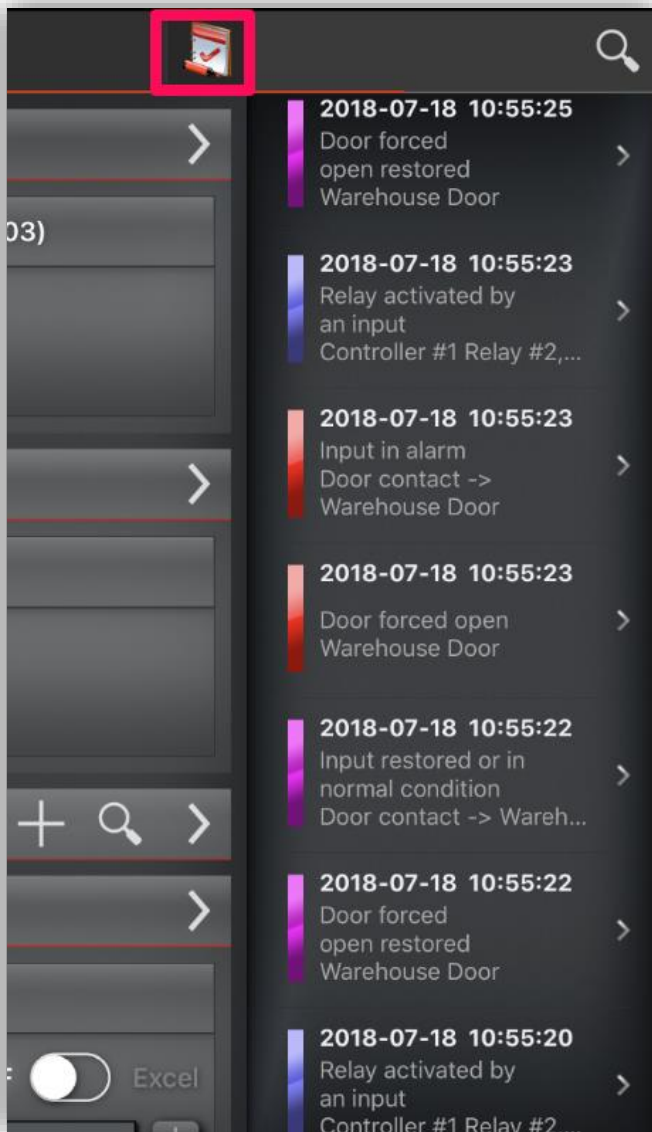 2018-07-18 10:55:25
Door forced
open restored
Warehouse Door
03)
2018-07-18 10:55:23
Relay activated by
an input
Controller #1 Relay #2,...
2018-07-18 10:55:23
Input in alarm
Door contact ->
Warehouse Door
2018-07-18 10:55:23
Door forced open
Warehouse Door
2018-07-18 10:55:22
Input restored or in
normal condition
Door contact -> Wareh...
2018-07-18 10:55:22
Door forced
open restored
Warehouse Door
2018-07-18 10:55:20
Relay activated by
an input
Excel
Controller #1 Relay #2,...